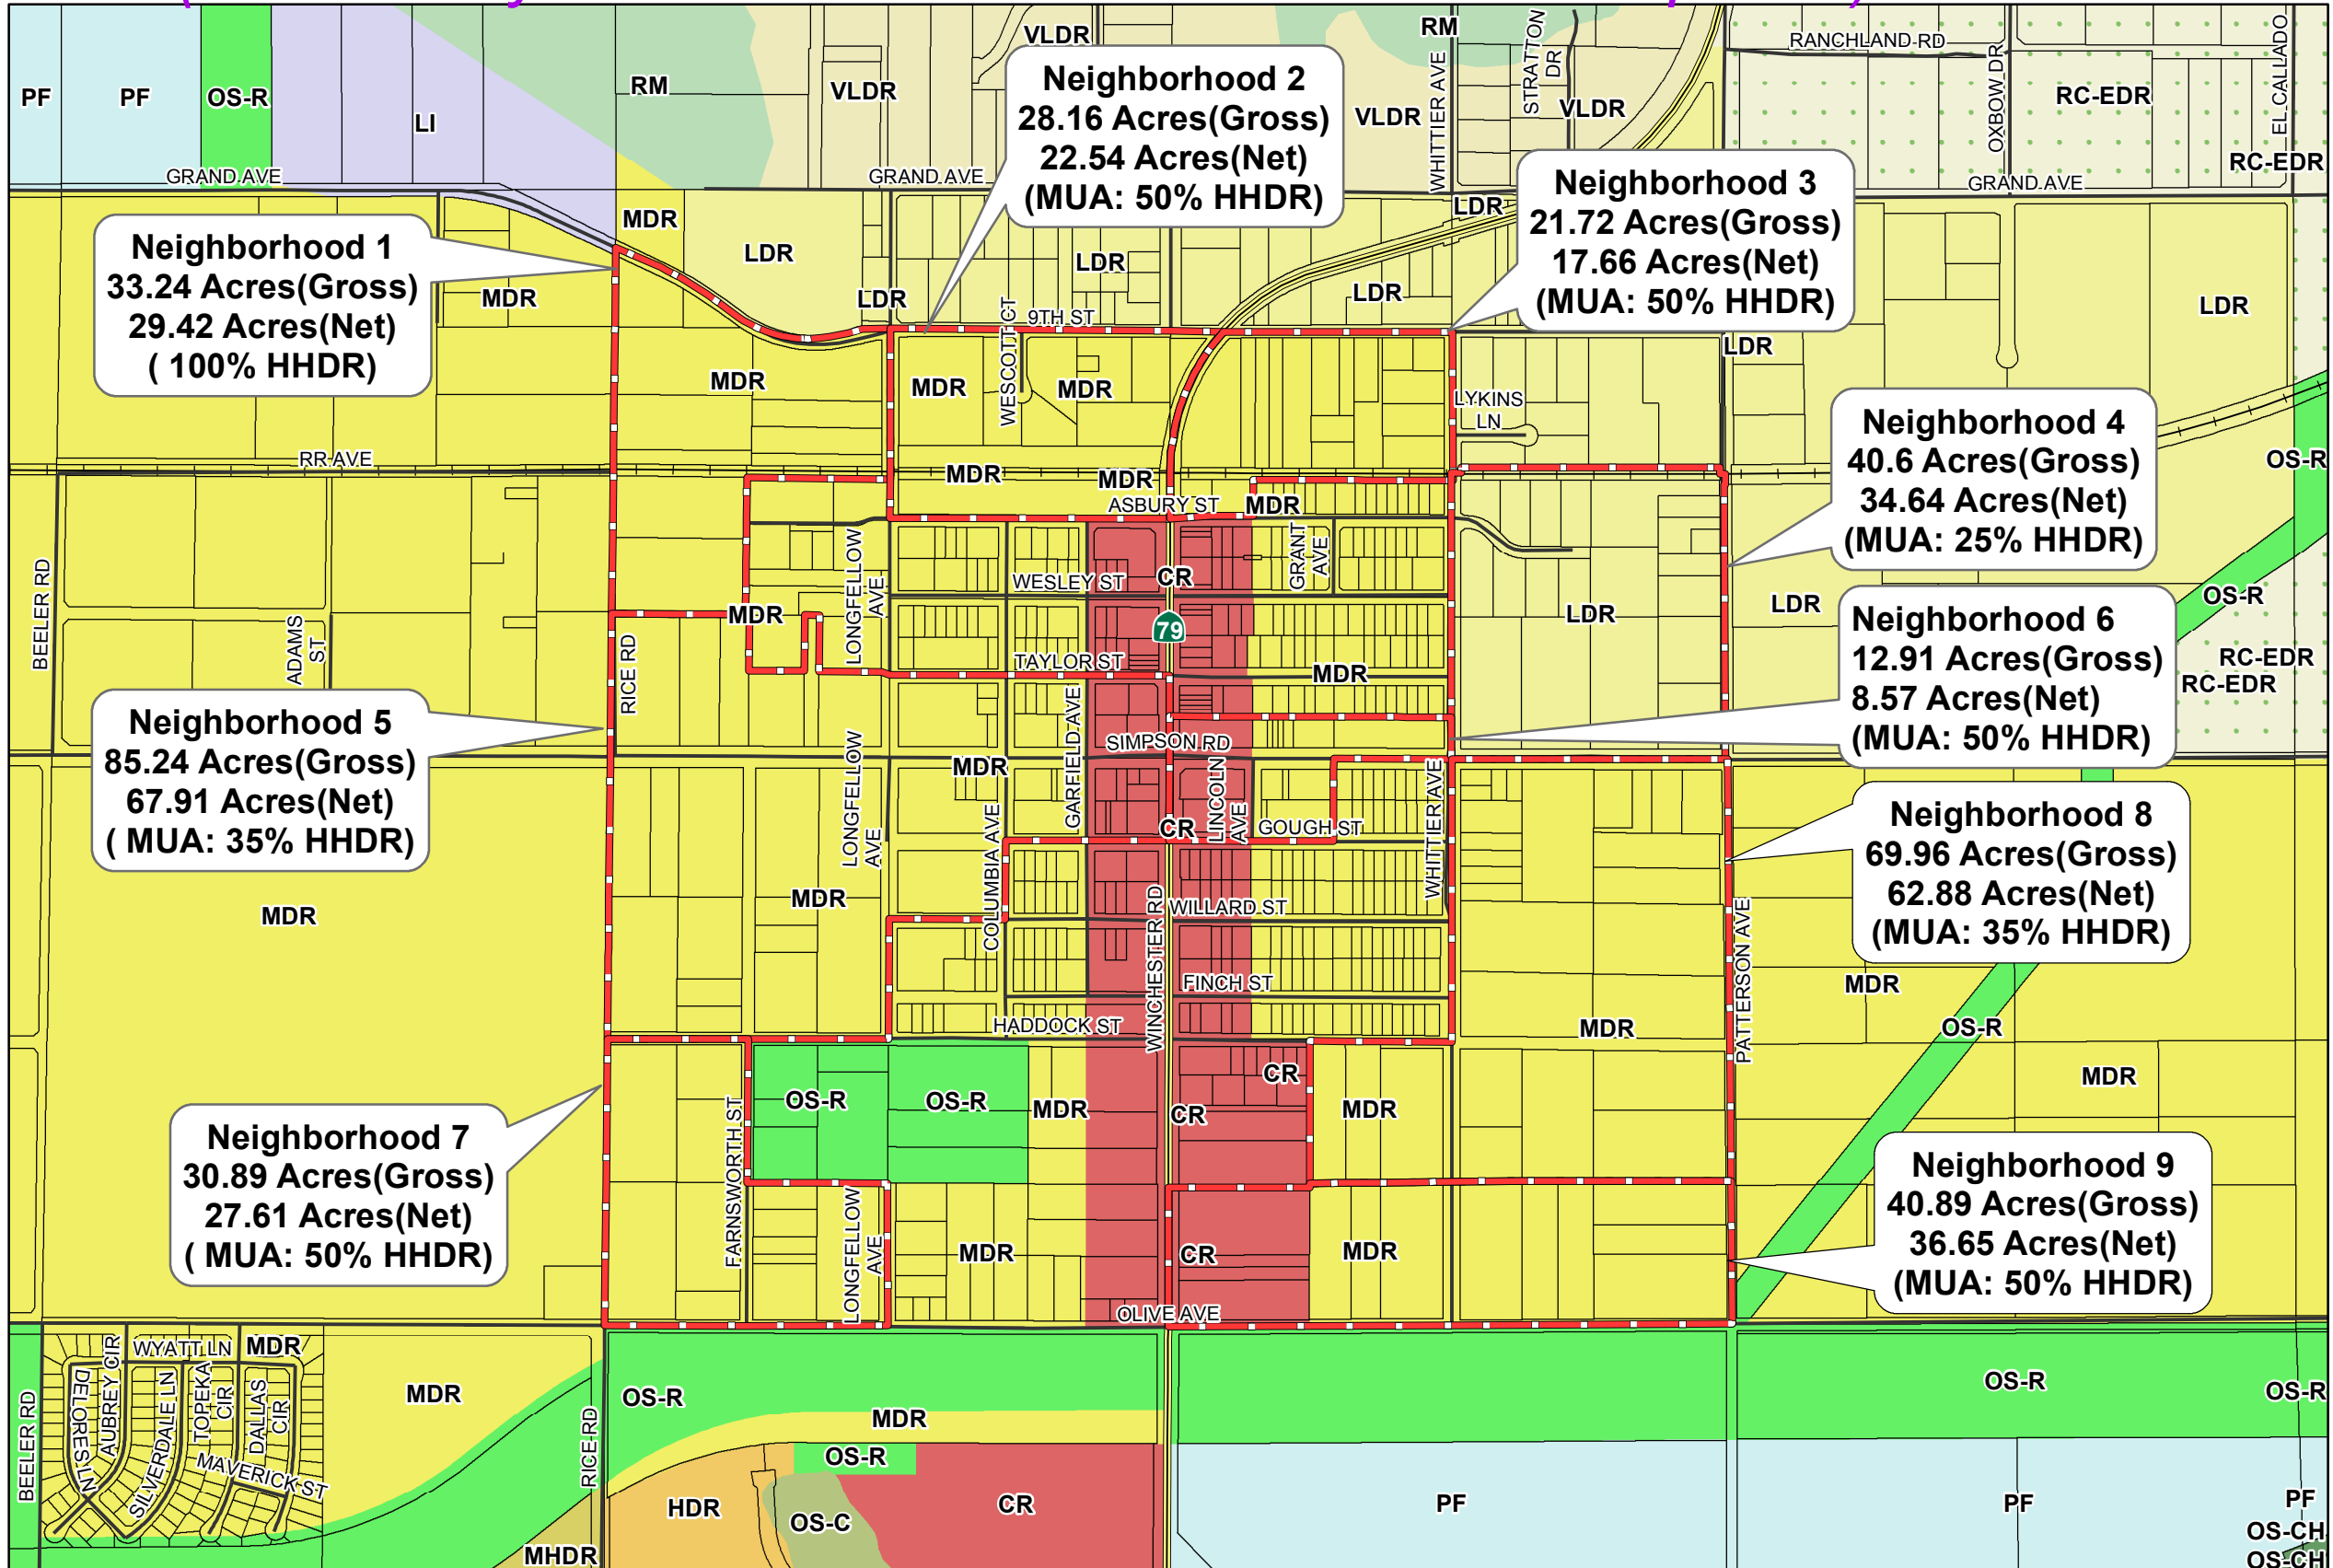 VLDR
RM
STRATTON
DR
RANCHLAND RD
OXBOW DR
EL CALLADO
PF
PF
OS-R
LI
RM
VLDR
VLDR
WHITTIER AVE
VLDR
RC-EDR
RC-EDR
GRAND AVE
GRAND AVE
GRAND AVE
Neighborhood 2
28.16 Acres(Gross)
22.54 Acres(Net)
(MUA: 50% HHDR)
Neighborhood 3
21.72 Acres(Gross)
17.66 Acres(Net)
(MUA: 50% HHDR)
Neighborhood 1
33.24 Acres(Gross)
29.42 Acres(Net)
( 100% HHDR)
MDR
LDR
LDR
LDR
MDR
LDR
LDR
LDR
9TH ST
WESCOTT CT
LDR
MDR
MDR
MDR
LYKINS
LN
Neighborhood 4
40.6 Acres(Gross)
34.64 Acres(Net)
(MUA: 25% HHDR)
RR AVE
OS-R
MDR
MDR
ASBURY ST
MDR
GRANT
AVE
LONGFELLOW
AVE
WESLEY ST
CR
79
BEELER RD
ADAMS
ST
RICE RD
MDR
LDR
LDR
OS-R
TAYLOR ST
MDR
RC-EDR
RC-EDR
Neighborhood 6
12.91 Acres(Gross)
8.57 Acres(Net)
(MUA: 50% HHDR)
Neighborhood 5
85.24 Acres(Gross)
67.91 Acres(Net)
( MUA: 35% HHDR)
GARFIELD AVE
SIMPSON RD
MDR
LONGFELLOW
AVE
COLUMBIA AVE
LINCOLN
AVE
CR
GOUGH ST
WHITTIER AVE
Neighborhood 8
69.96 Acres(Gross)
62.88 Acres(Net)
(MUA: 35% HHDR)
MDR
MDR
WILLARD ST
WINCHESTER RD
FINCH ST
HADDOCK ST
PATTERSON AVE
MDR
MDR
OS-R
MDR
CR
OS-R
OS-R
MDR
CR
MDR
FARNSWORTH ST
Neighborhood 7
30.89 Acres(Gross)
27.61 Acres(Net)
( MUA: 50% HHDR)
Neighborhood 9
40.89 Acres(Gross)
36.65 Acres(Net)
(MUA: 50% HHDR)
LONGFELLOW
AVE
MDR
CR
MDR
OLIVE AVE
WYATT LN
MDR
BEELER RD
DELORES LN
AUBREY CIR
SILVERDALE LN
TOPEKA
CIR
DALLAS
CIR
MAVERICK ST
MDR
RICE RD
OS-R
MDR
OS-R
OS-R
OS-R
HDR
OS-C
CR
PF
PF
PF
MHDR
OS-CH
OS-CH